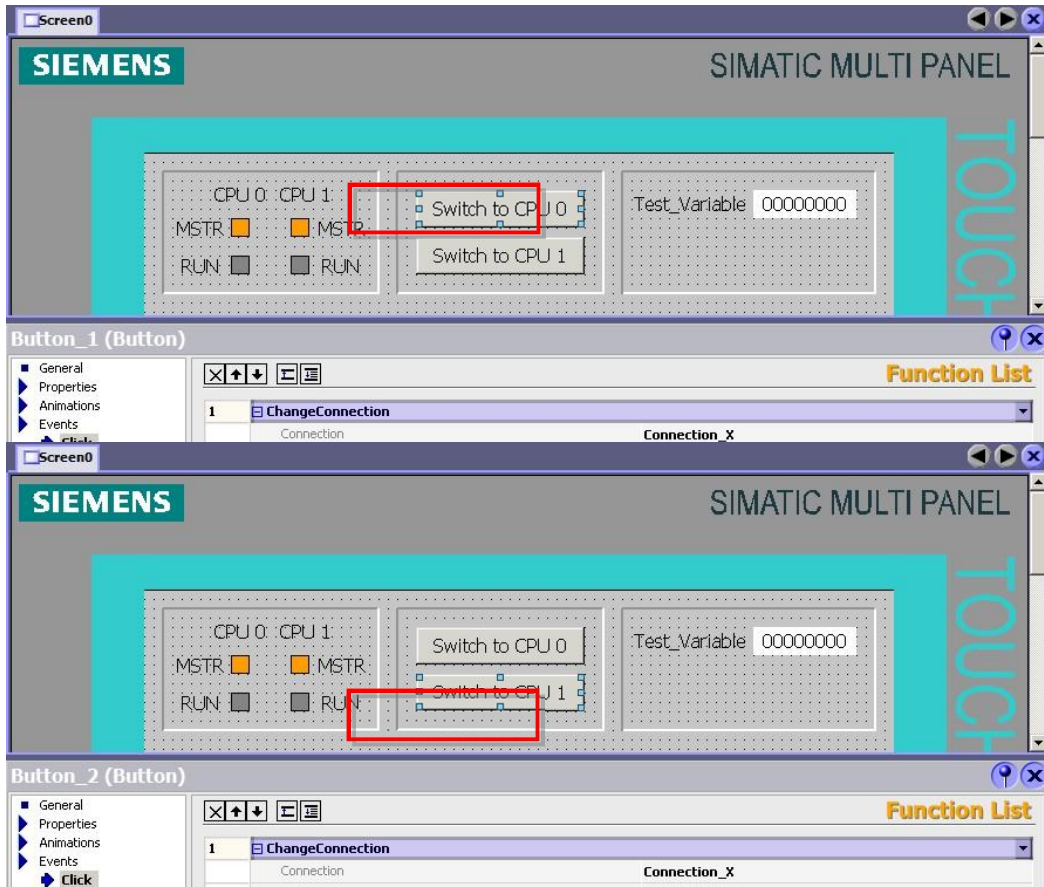 Screen0
SIEMENS
SIMATIC MULTI PANEL
TOUCH
CPU 0 CPU 1
MSTR MSTR
RUN RUN
Switch to CPU 0
Switch to CPU 1
Test_Variable 00000000
Button_1 (Button)
General
Properties
Animations
Events
Click
Function List
1 ChangeConnection
Connection Connection_X
Screen0
SIEMENS
SIMATIC MULTI PANEL
TOUCH
CPU 0 CPU 1
MSTR MSTR
RUN RUN
Switch to CPU 0
Switch to CPU 1
Test_Variable 00000000
Button_2 (Button)
General
Properties
Animations
Events
Click
Function List
1 ChangeConnection
Connection Connection_X